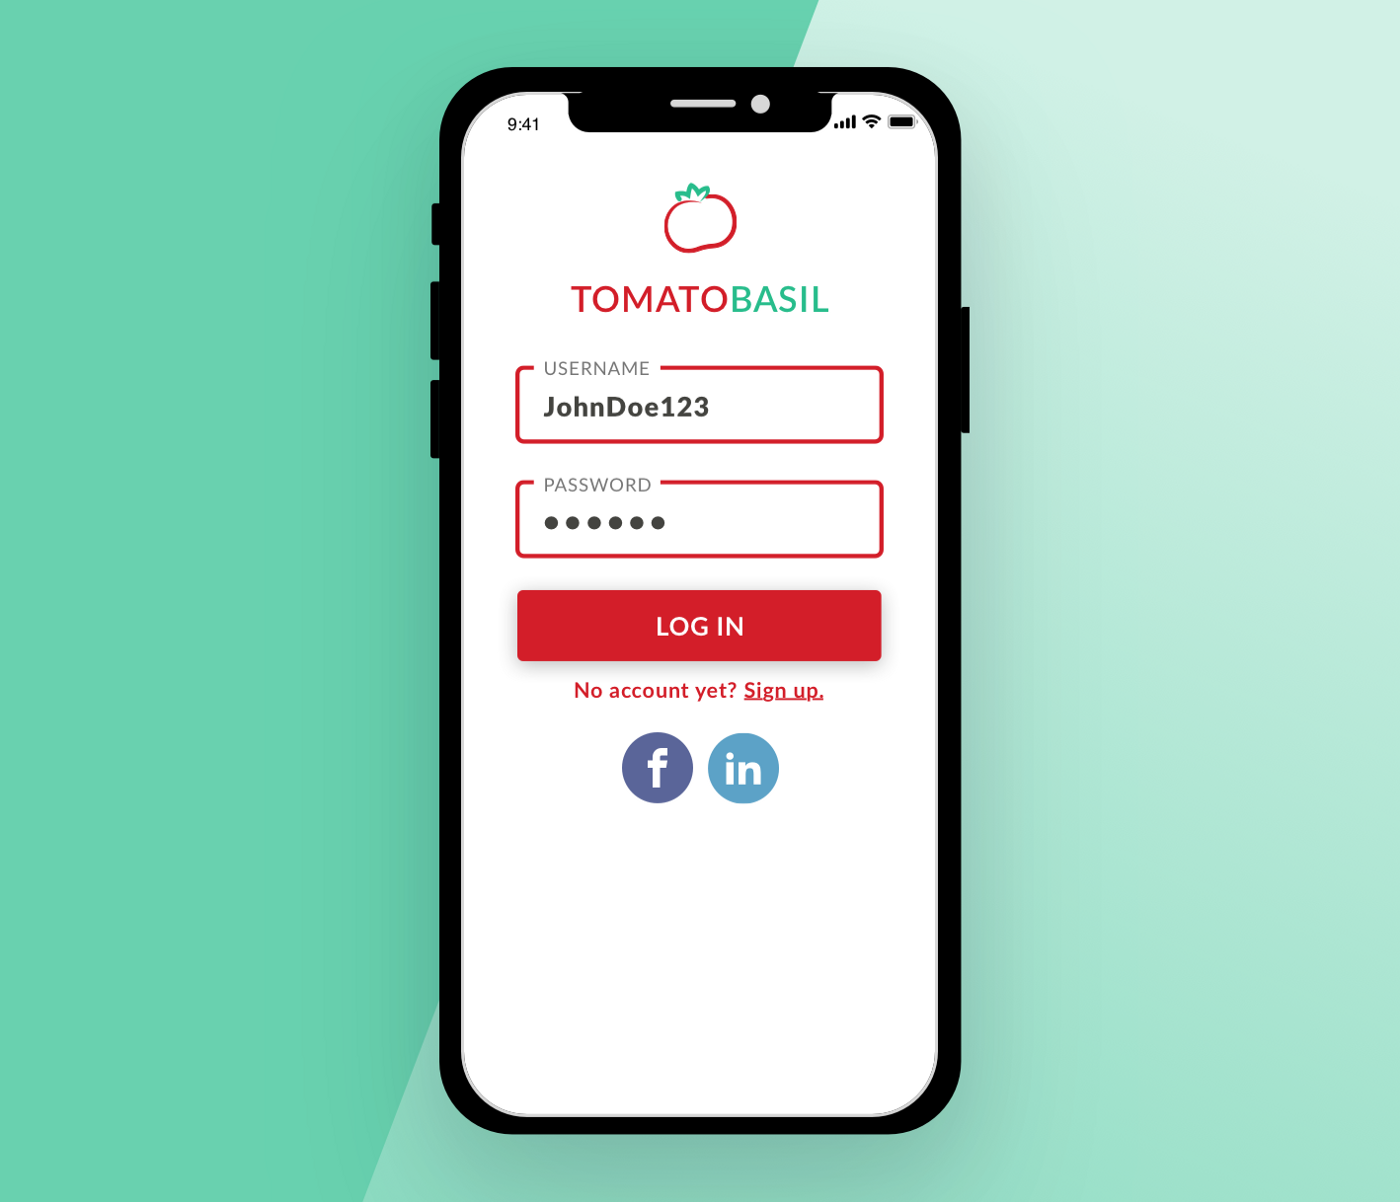 9:41
TOMATOBASIL
USERNAME
JohnDoe123
PASSWORD
●●●●●●
LOG IN
No account yet? Sign up.
f in